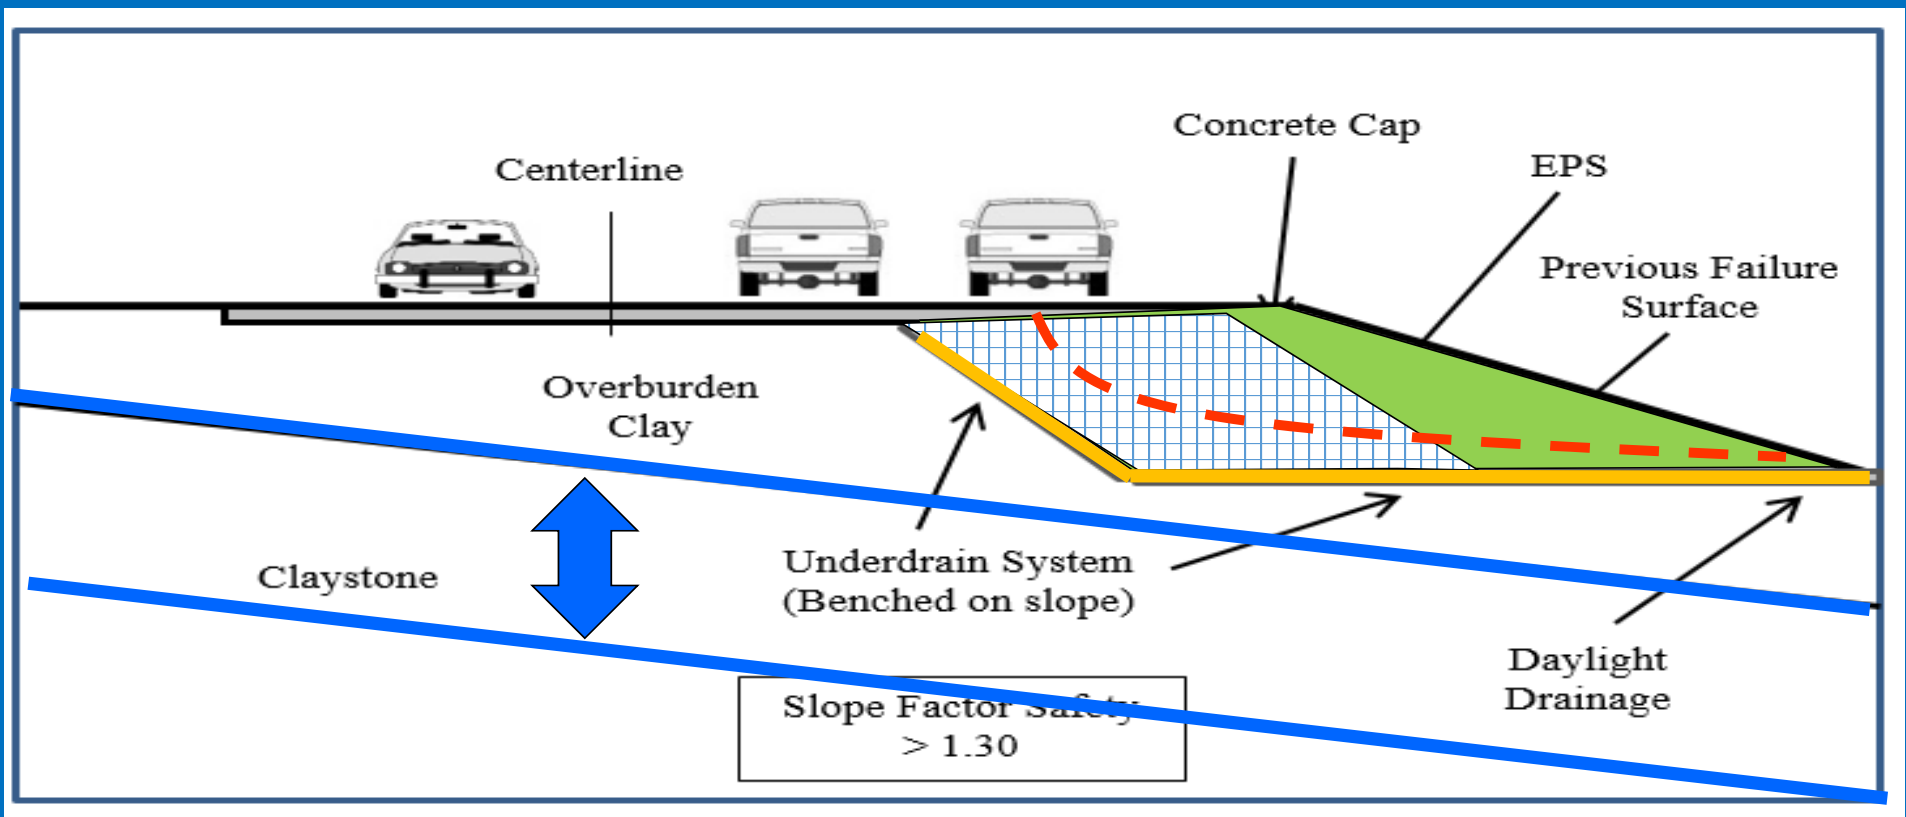 Concrete Cap
Centerline
EPS
Previous Failure
Surface
Overburden
Clay
Underdrain System
(Benched on slope)
Claystone
Daylight
Drainage
Slope Factor Safety
> 1.30